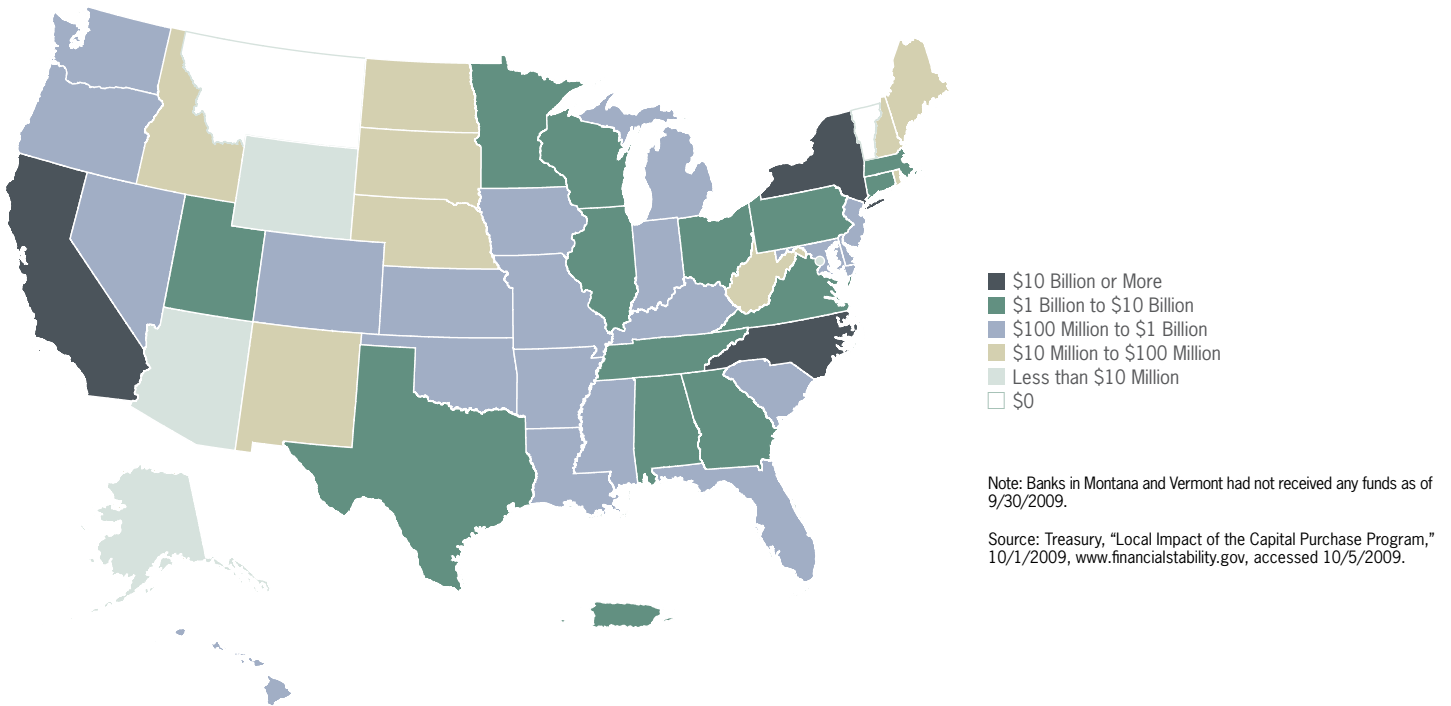 $10 Billion or More
$1 Billion to $10 Billion
$100 Million to $1 Billion
$10 Million to $100 Million
Less than $10 Million
$0
Note: Banks in Montana and Vermont had not received any funds as of
9/30/2009.
Source: Treasury, “Local Impact of the Capital Purchase Program,”
10/1/2009, www.financialstability.gov, accessed 10/5/2009.